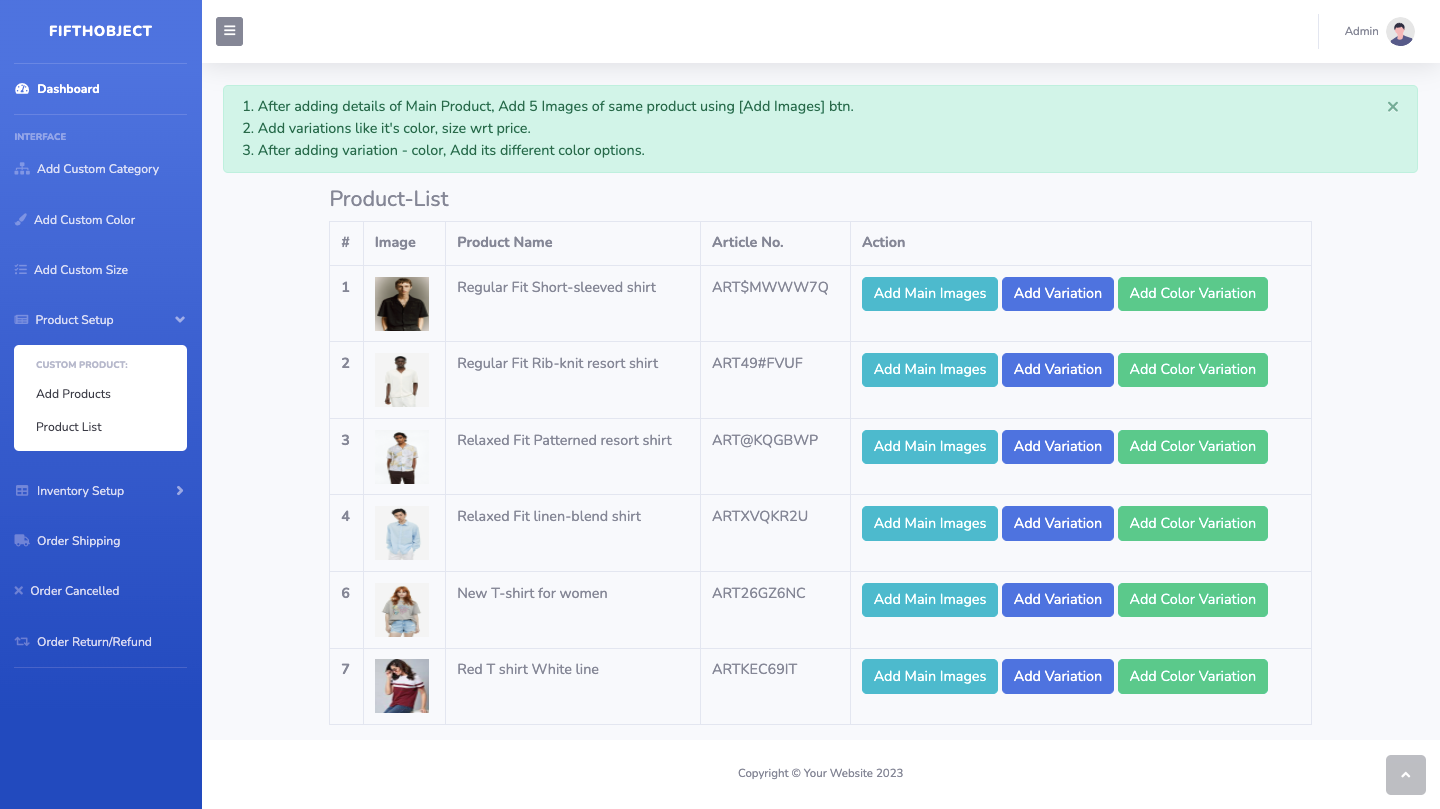 FIFTHOBJECT
Dashboard
INTERFACE
Add Custom Category
Add Custom Color
Add Custom Size
Product Setup
CUSTOM PRODUCT:
Add Products
Product List
Inventory Setup
Order Shipping
Order Cancelled
Order Return/Refund
Admin
1. After adding details of Main Product, Add 5 Images of same product using [Add Images] btn.
2. Add variations like it's color, size wrt price.
3. After adding variation - color, Add its different color options.
×
Product-List
# Image Product Name Article No. Action
1 Regular Fit Short-sleeved shirt ART$MWWW7Q Add Main Images Add Variation Add Color Variation
2 Regular Fit Rib-knit resort shirt ART49#FVUF Add Main Images Add Variation Add Color Variation
3 Relaxed Fit Patterned resort shirt ART@KQGBWP Add Main Images Add Variation Add Color Variation
4 Relaxed Fit linen-blend shirt ARTXVQKR2U Add Main Images Add Variation Add Color Variation
6 New T-shirt for women ART26GZ6NC Add Main Images Add Variation Add Color Variation
7 Red T shirt White line ARTKEC69IT Add Main Images Add Variation Add Color Variation
Copyright © Your Website 2023